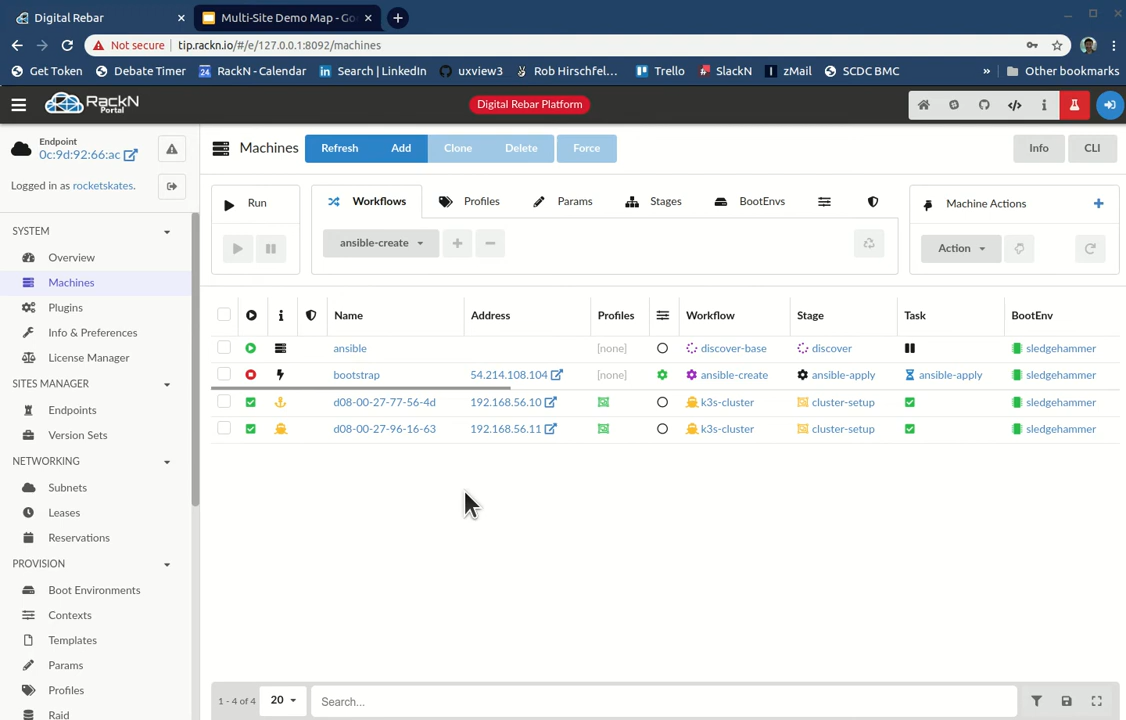 Digital Rebar
Multi-Site Demo Map - Go
Not secure
tip.rackn.io/#/e/127.0.0.1:8092/machines
Get Token
Debate Timer
RackN - Calendar
Search | LinkedIn
uxview3
Rob Hirschfel...
Trello
SlackN
zMail
SCDC BMC
»
Other bookmarks
RackN
Portal
Digital Rebar Platform
Endpoint
0c:9d:92:66:ac
Logged in as rocketskates.
Machines
Refresh
Add
Clone
Delete
Force
Info
CLI
Run
Workflows
Profiles
Params
Stages
BootEnvs
Machine Actions
ansible-create
Action
SYSTEM
Overview
Machines
Plugins
Info & Preferences
License Manager
SITES MANAGER
Endpoints
Version Sets
NETWORKING
Subnets
Leases
Reservations
PROVISION
Boot Environments
Contexts
Templates
Params
Profiles
Raid
Name Address Profiles Workflow Stage Task BootEnv
ansible [none] discover-base discover sledgehammer
bootstrap 54.214.108.104 [none] ansible-create ansible-apply ansible-apply sledgehammer
d08-00-27-77-56-4d 192.168.56.10 k3s-cluster cluster-setup sledgehammer
d08-00-27-96-16-63 192.168.56.11 k3s-cluster cluster-setup sledgehammer
1 - 4 of 4
20
Search...